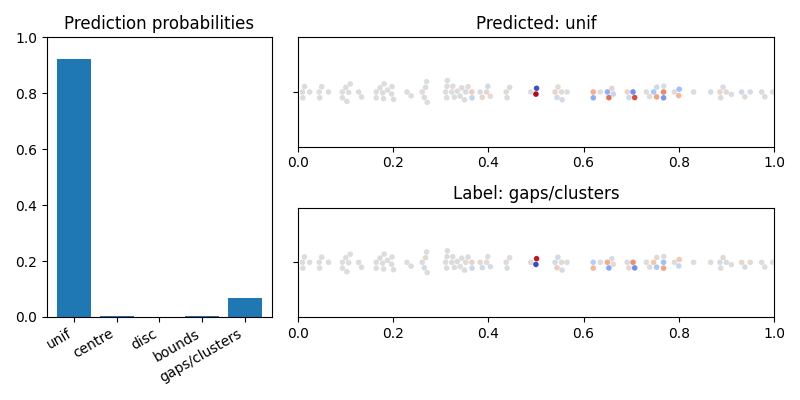 Prediction probabilities
1.0
0.8
0.6
0.4
0.2
0.0
unif
centre
disc
bounds
gaps/clusters
Predicted: unif
0.0 0.2 0.4 0.6 0.8 1.0
Label: gaps/clusters
0.0 0.2 0.4 0.6 0.8 1.0